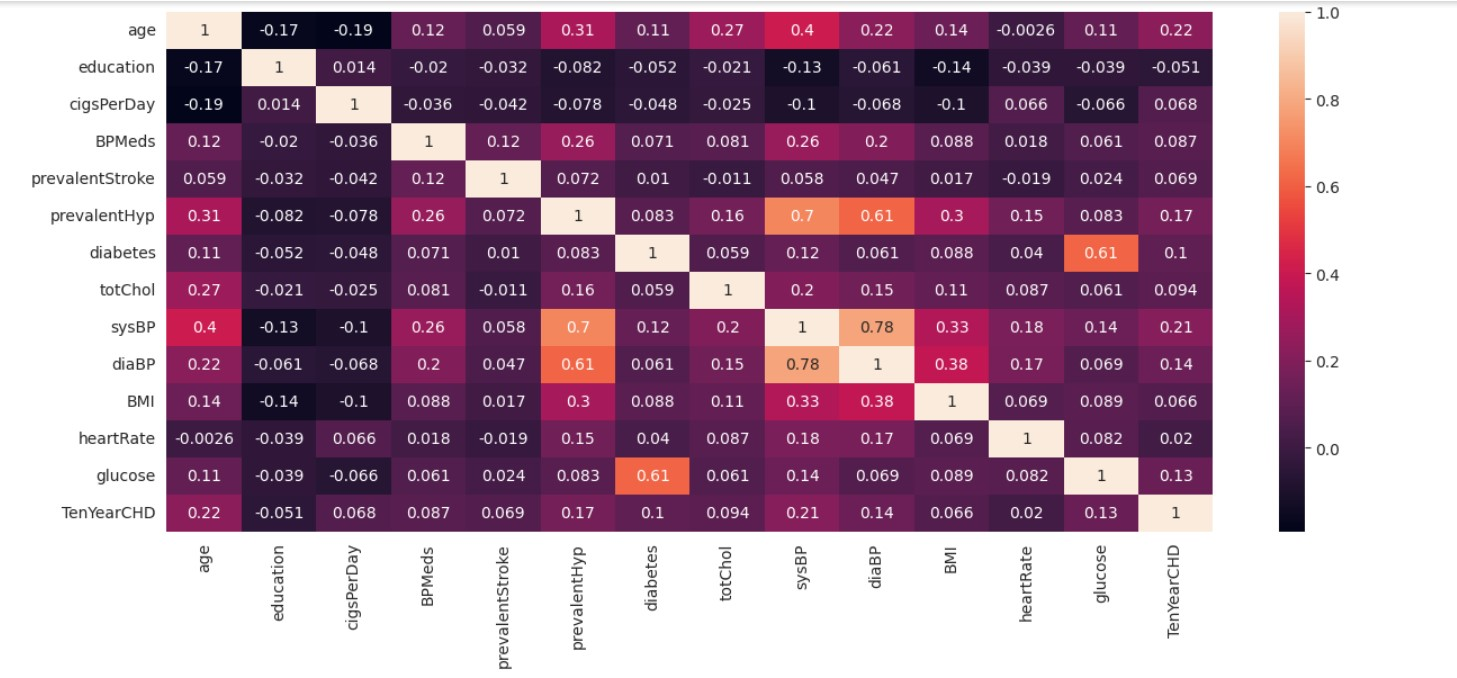 age 1 -0.17 -0.19 0.12 0.059 0.31 0.11 0.27 0.4 0.22 0.14 -0.0026 0.11 0.22 1.0
education -0.17 1 0.014 -0.02 -0.032 -0.082 -0.052 -0.021 -0.13 -0.061 -0.14 -0.039 -0.039 -0.051
cigsPerDay -0.19 0.014 1 -0.036 -0.042 -0.078 -0.048 -0.025 -0.1 -0.068 -0.1 0.066 -0.066 0.068 0.8
BPMeds 0.12 -0.02 -0.036 1 0.12 0.26 0.071 0.081 0.26 0.2 0.088 0.018 0.061 0.087
prevalentStroke 0.059 -0.032 -0.042 0.12 1 0.072 0.01 -0.011 0.058 0.047 0.017 -0.019 0.024 0.069 0.6
prevalentHyp 0.31 -0.082 -0.078 0.26 0.072 1 0.083 0.16 0.7 0.61 0.3 0.15 0.083 0.17
diabetes 0.11 -0.052 -0.048 0.071 0.01 0.083 1 0.059 0.12 0.061 0.088 0.04 0.61 0.1
totChol 0.27 -0.021 -0.025 0.081 -0.011 0.16 0.059 1 0.2 0.15 0.11 0.087 0.061 0.094 0.4
sysBP 0.4 -0.13 -0.1 0.26 0.058 0.7 0.12 0.2 1 0.78 0.33 0.18 0.14 0.21
diaBP 0.22 -0.061 -0.068 0.2 0.047 0.61 0.061 0.15 0.78 1 0.38 0.17 0.069 0.14 0.2
BMI 0.14 -0.14 -0.1 0.088 0.017 0.3 0.088 0.11 0.33 0.38 1 0.069 0.089 0.066
heartRate -0.0026 -0.039 0.066 0.018 -0.019 0.15 0.04 0.087 0.18 0.17 0.069 1 0.082 0.02 0.0
glucose 0.11 -0.039 -0.066 0.061 0.024 0.083 0.61 0.061 0.14 0.069 0.089 0.082 1 0.13
TenYearCHD 0.22 -0.051 0.068 0.087 0.069 0.17 0.1 0.094 0.21 0.14 0.066 0.02 0.13 1
age education cigsPerDay BPMeds prevalentStroke prevalentHyp diabetes totChol sysBP diaBP BMI heartRate glucose TenYearCHD